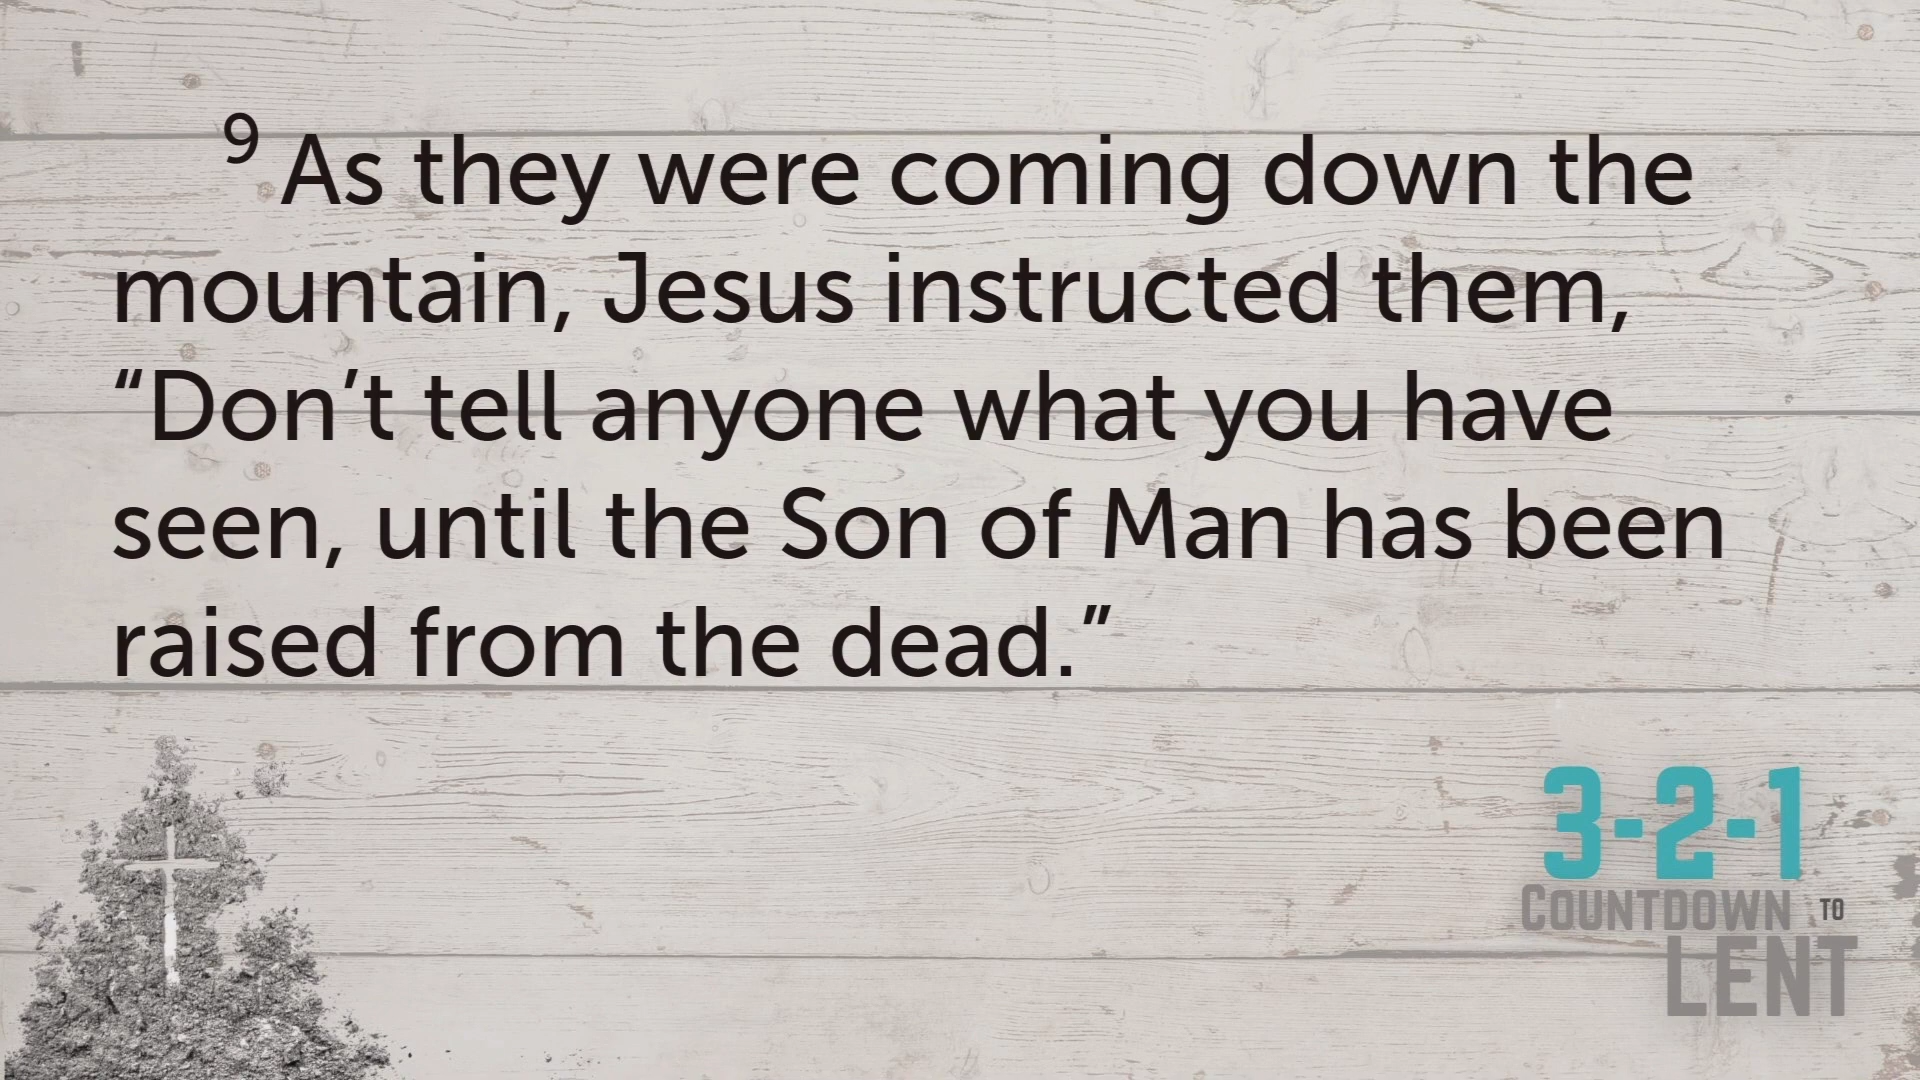 9 As they were coming down the
mountain, Jesus instructed them,
“Don’t tell anyone what you have
seen, until the Son of Man has been
raised from the dead.”
3-2-1
COUNTDOWN TO
LENT